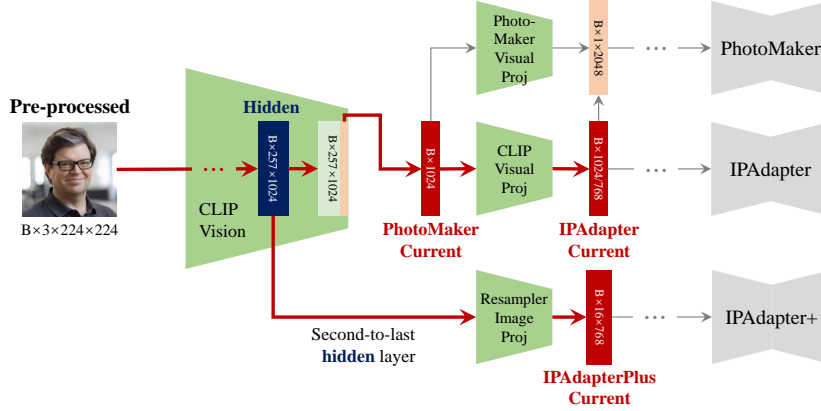 Pre-processed
B×3×224×224
CLIP
Vision
...
Hidden
B×257×1024
B×257×1024
B×1024
PhotoMaker
Current
Photo-
Maker
Visual
Proj
B×1×2048
...
PhotoMaker
CLIP
Visual
Proj
B×1024/768
IPAdapter
Current
...
IPAdapter
Second-to-last
hidden layer
Resampler
Image
Proj
B×16×768
IPAdapterPlus
Current
...
IPAdapter+